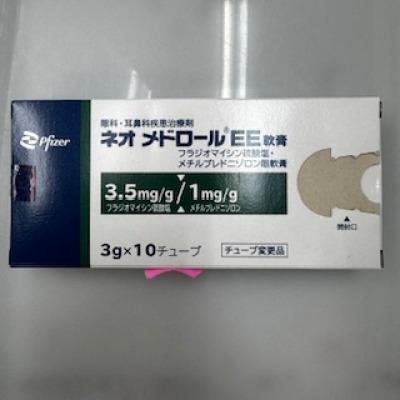 Pfizer
眼科・耳鼻科疾患治療剤
ネオ メドロール®EE軟膏
フラジオマイシン硫酸塩・
メチルプレドニゾロン眼軟膏
3.5mg/g/1mg/g
フラジオマイシン硫酸塩 メチルプレドニゾロン
3g×10チューブ
チューブ変更品
開封口